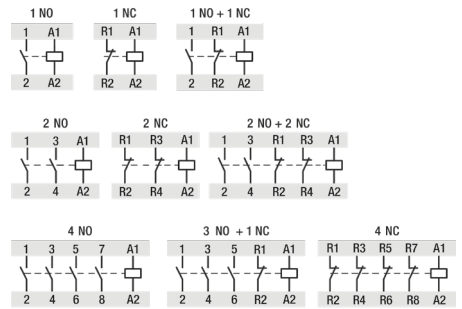 1 NO 1 NC 1 NO + 1 NC
1 A1 R1 A1 1 R1 A1
2 A2 R2 A2 2 R2 A2
2 NO 2 NC 2 NO + 2 NC
1 3 A1 R1 R3 A1 1 3 R1 R3 A1
2 4 A2 R2 R4 A2 2 4 R2 R4 A2
4 NO 3 NO + 1 NC 4 NC
1 3 5 7 A1 1 3 5 R1 A1 R1 R3 R5 R7 A1
2 4 6 8 A2 2 4 6 R2 A2 R2 R4 R6 R8 A2